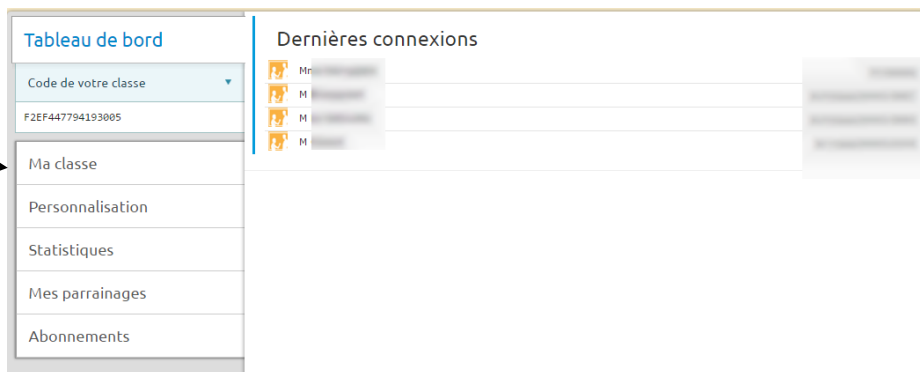 Tableau de bord
Code de votre classe
F2EF447794193005
Ma classe
Personnalisation
Statistiques
Mes parrainages
Abonnements
Dernières connexions
M
M
M